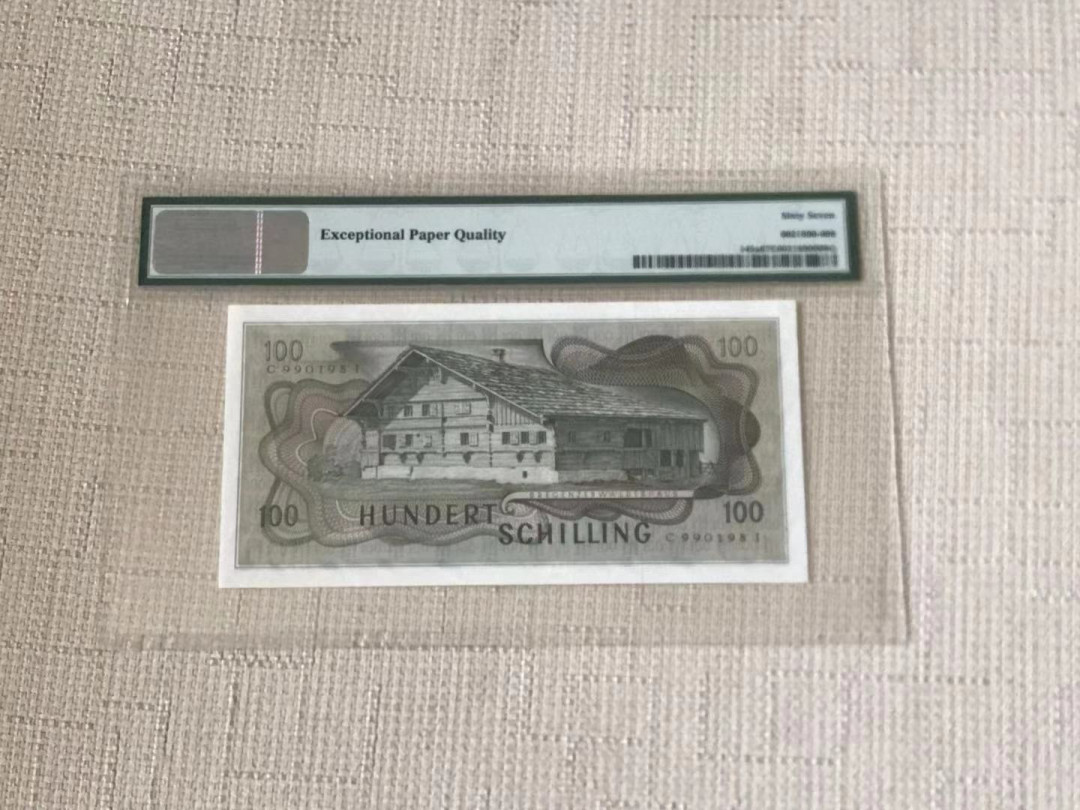 Sixty Seven
Exceptional Paper Quality
100
100
C 990198 I
100
HUNDERT
SCHILLING
100
C 990198 I